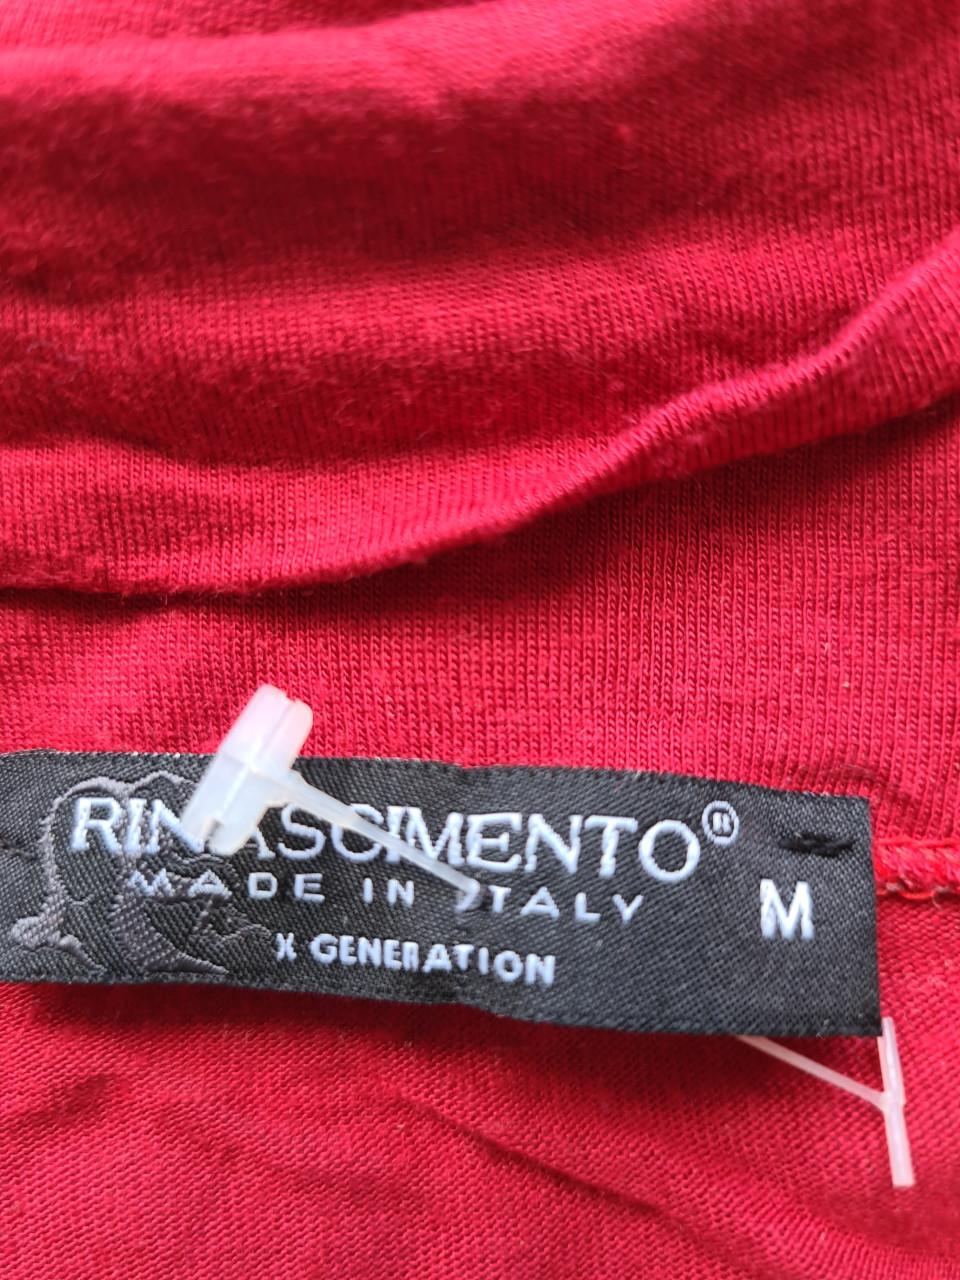 RINASCIMENTO®
MADE IN ITALY
M
X GENERATION